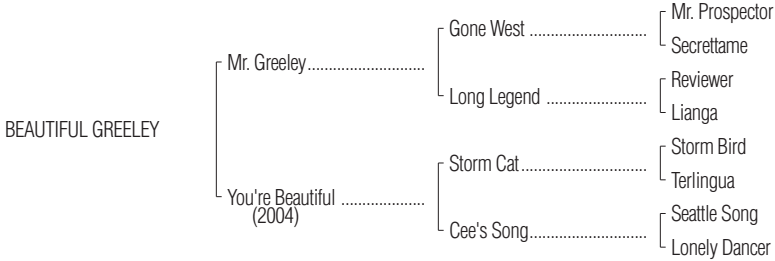 Mr. Prospector
Gone West ............................
Secrettame
Mr. Greeley............................
Reviewer
Long Legend ........................
Lianga
BEAUTIFUL GREELEY
Storm Bird
Storm Cat..............................
Terlingua
You're Beautiful ....................
(2004)
Seattle Song
Cee's Song............................
Lonely Dancer